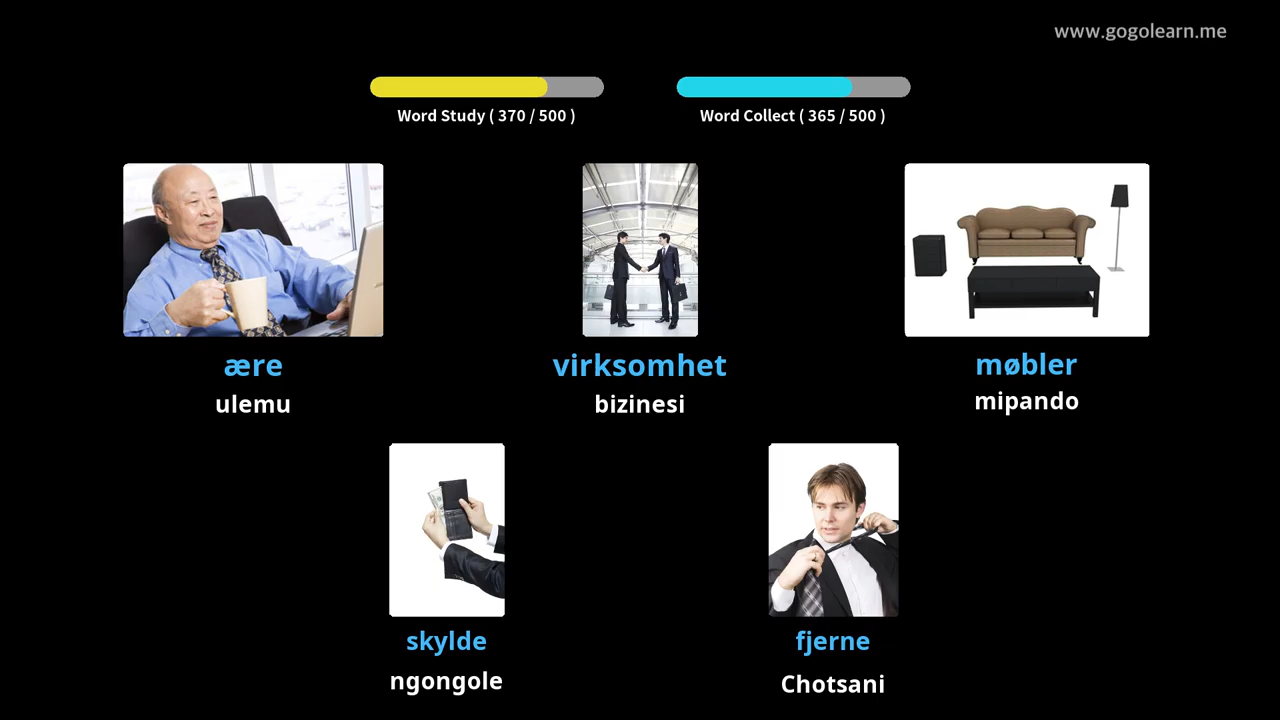 www.gogolearn.me
Word Study ( 370 / 500 )
Word Collect ( 365 / 500 )
ære
ulemu
virksomhet
bizinesi
møbler
mipando
skylde
ngongole
fjerne
Chotsani